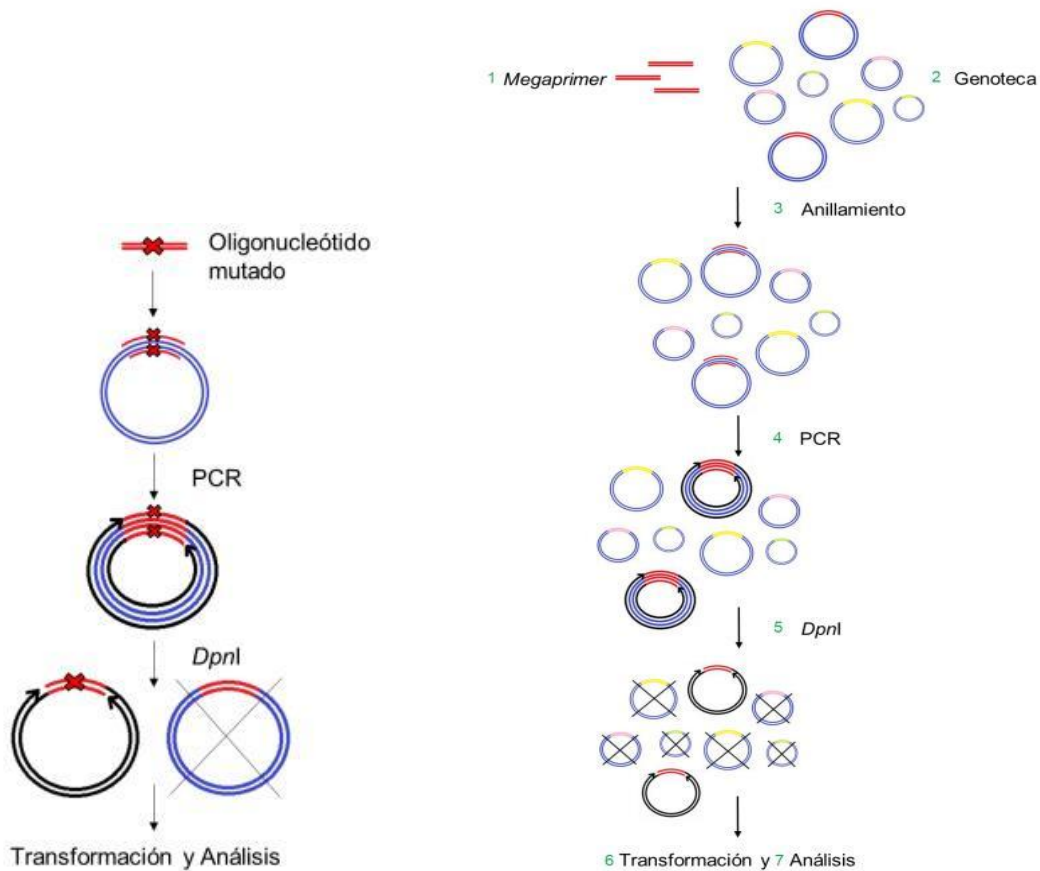 Oligonucleótido
mutado
PCR
DpnI
Transformación y Análisis
1 Megaprimer
2 Genoteca
3 Anillamiento
4 PCR
5 DpnI
6 Transformación y 7 Análisis